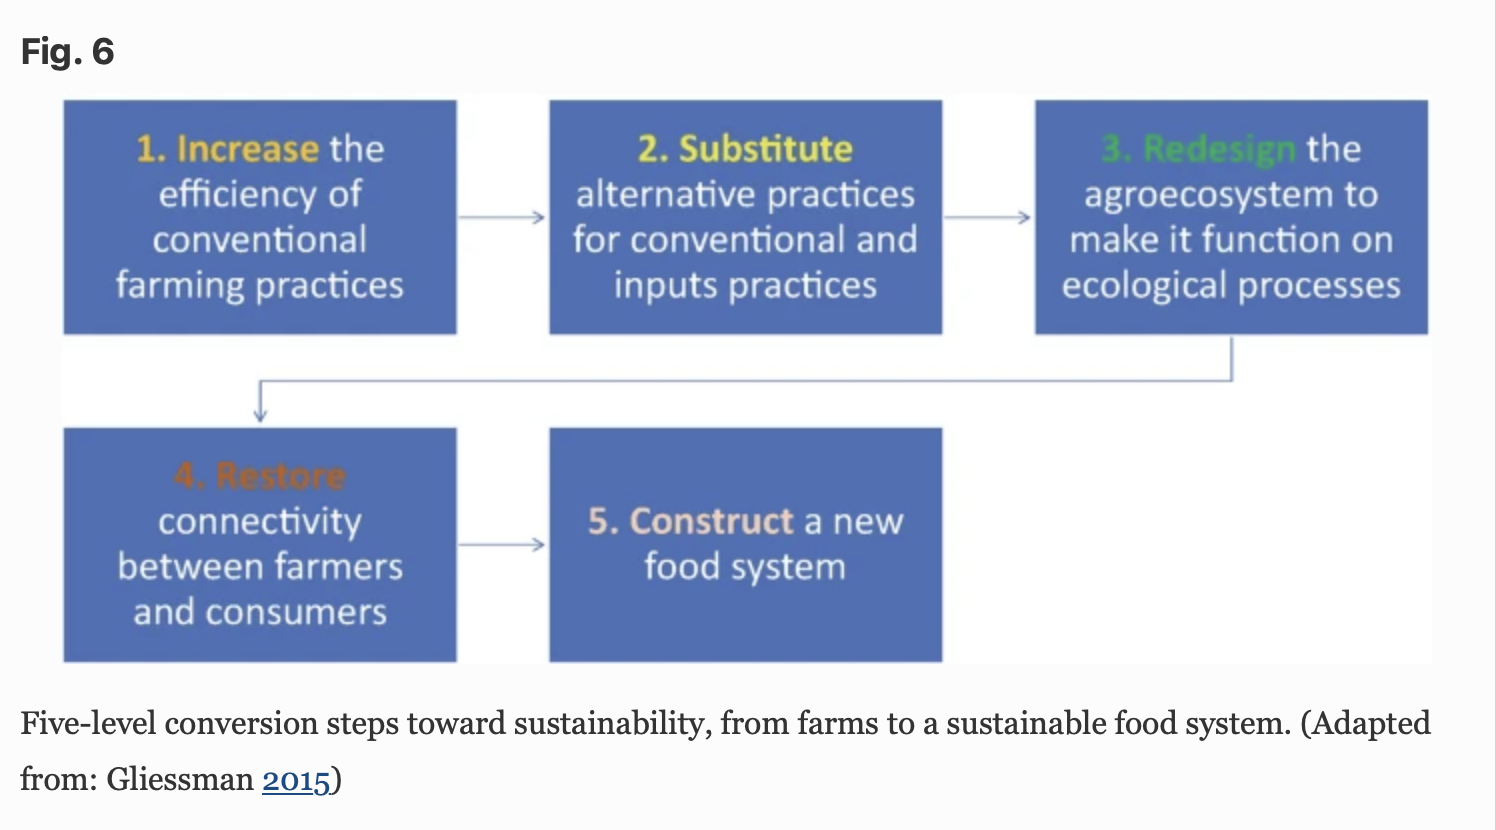 Fig. 6
1. Increase the
efficiency of
conventional
farming practices
2. Substitute
alternative practices
for conventional and
inputs practices
3. Redesign the
agroecosystem to
make it function on
ecological processes
4. Restore
connectivity
between farmers
and consumers
5. Construct a new
food system
Five-level conversion steps toward sustainability, from farms to a sustainable food system. (Adapted
from: Gliessman 2015)